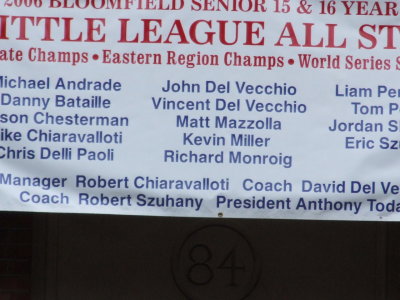 2006 BLOOMFIELD SENIOR 15 & 16 YEAR
ITTLE LEAGUE ALL ST
ate Champs • Eastern Region Champs • World Series S
Michael Andrade John Del Vecchio Liam Per
Danny Bataille Vincent Del Vecchio Tom P
son Chesterman Matt Mazzolla Jordan S
ike Chiaravalloti Kevin Miller Eric Sz
Chris Delli Paoli Richard Monroig
Manager Robert Chiaravalloti Coach David Del Ve
Coach Robert Szuhany President Anthony Toda
84